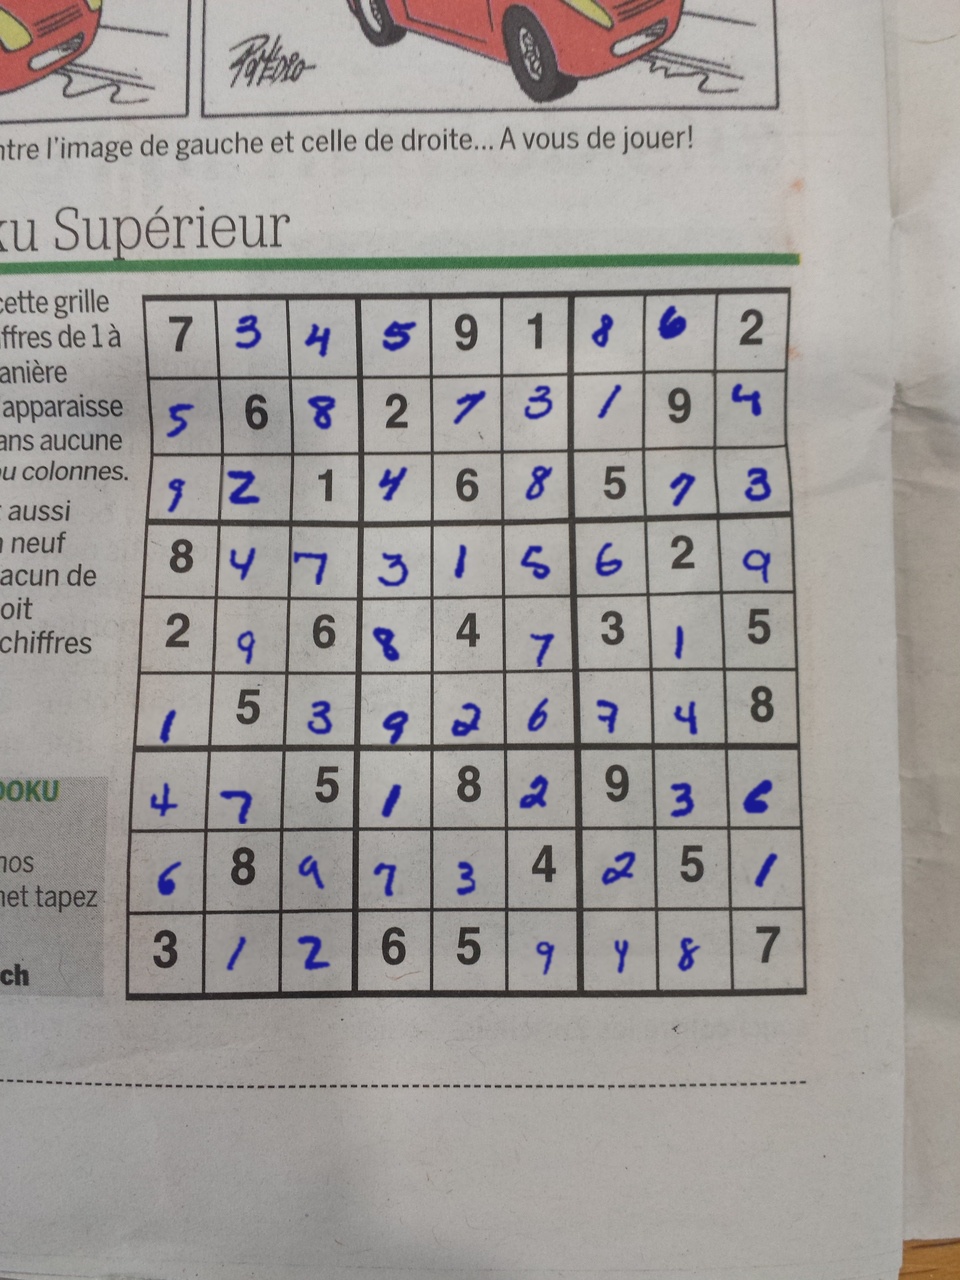 ntre l'image de gauche et celle de droite... A vous de jouer!
ku Supérieur
cette grille
ffres de 1 à
anière
apparaisse
ans aucune
ou colonnes.
aussi
n neuf
acun de
oit
chiffres
DOKU
nos
net tapez
ch
7 3 4 5 9 1 8 6 2
5 6 8 2 7 3 1 9 4
9 2 1 4 6 8 5 7 3
8 4 7 3 1 5 6 2 9
2 9 6 8 4 7 3 1 5
1 5 3 9 2 6 7 4 8
4 7 5 1 8 2 9 3 6
6 8 9 7 3 4 2 5 1
3 1 2 6 5 9 4 8 7